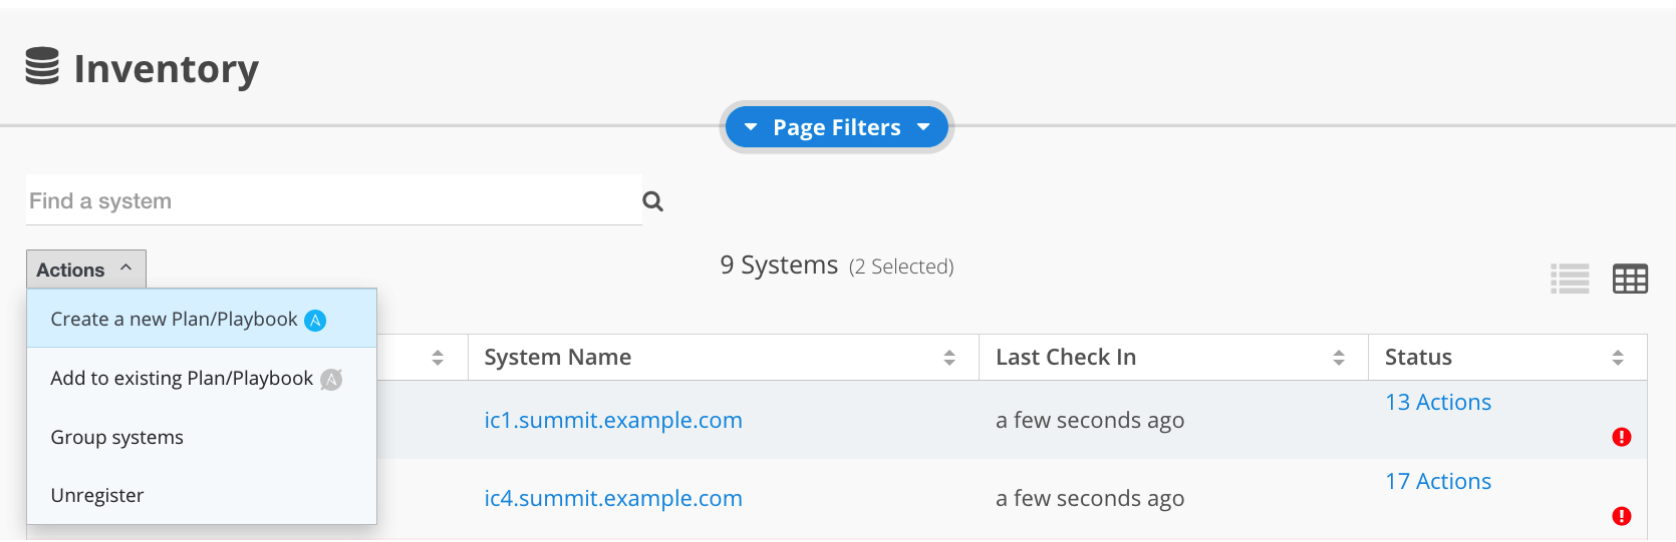 Inventory
Page Filters
Find a system
Actions
9 Systems (2 Selected)
Create a new Plan/Playbook A
Add to existing Plan/Playbook A
Group systems
Unregister
System Name Last Check In Status
ic1.summit.example.com a few seconds ago 13 Actions
ic4.summit.example.com a few seconds ago 17 Actions